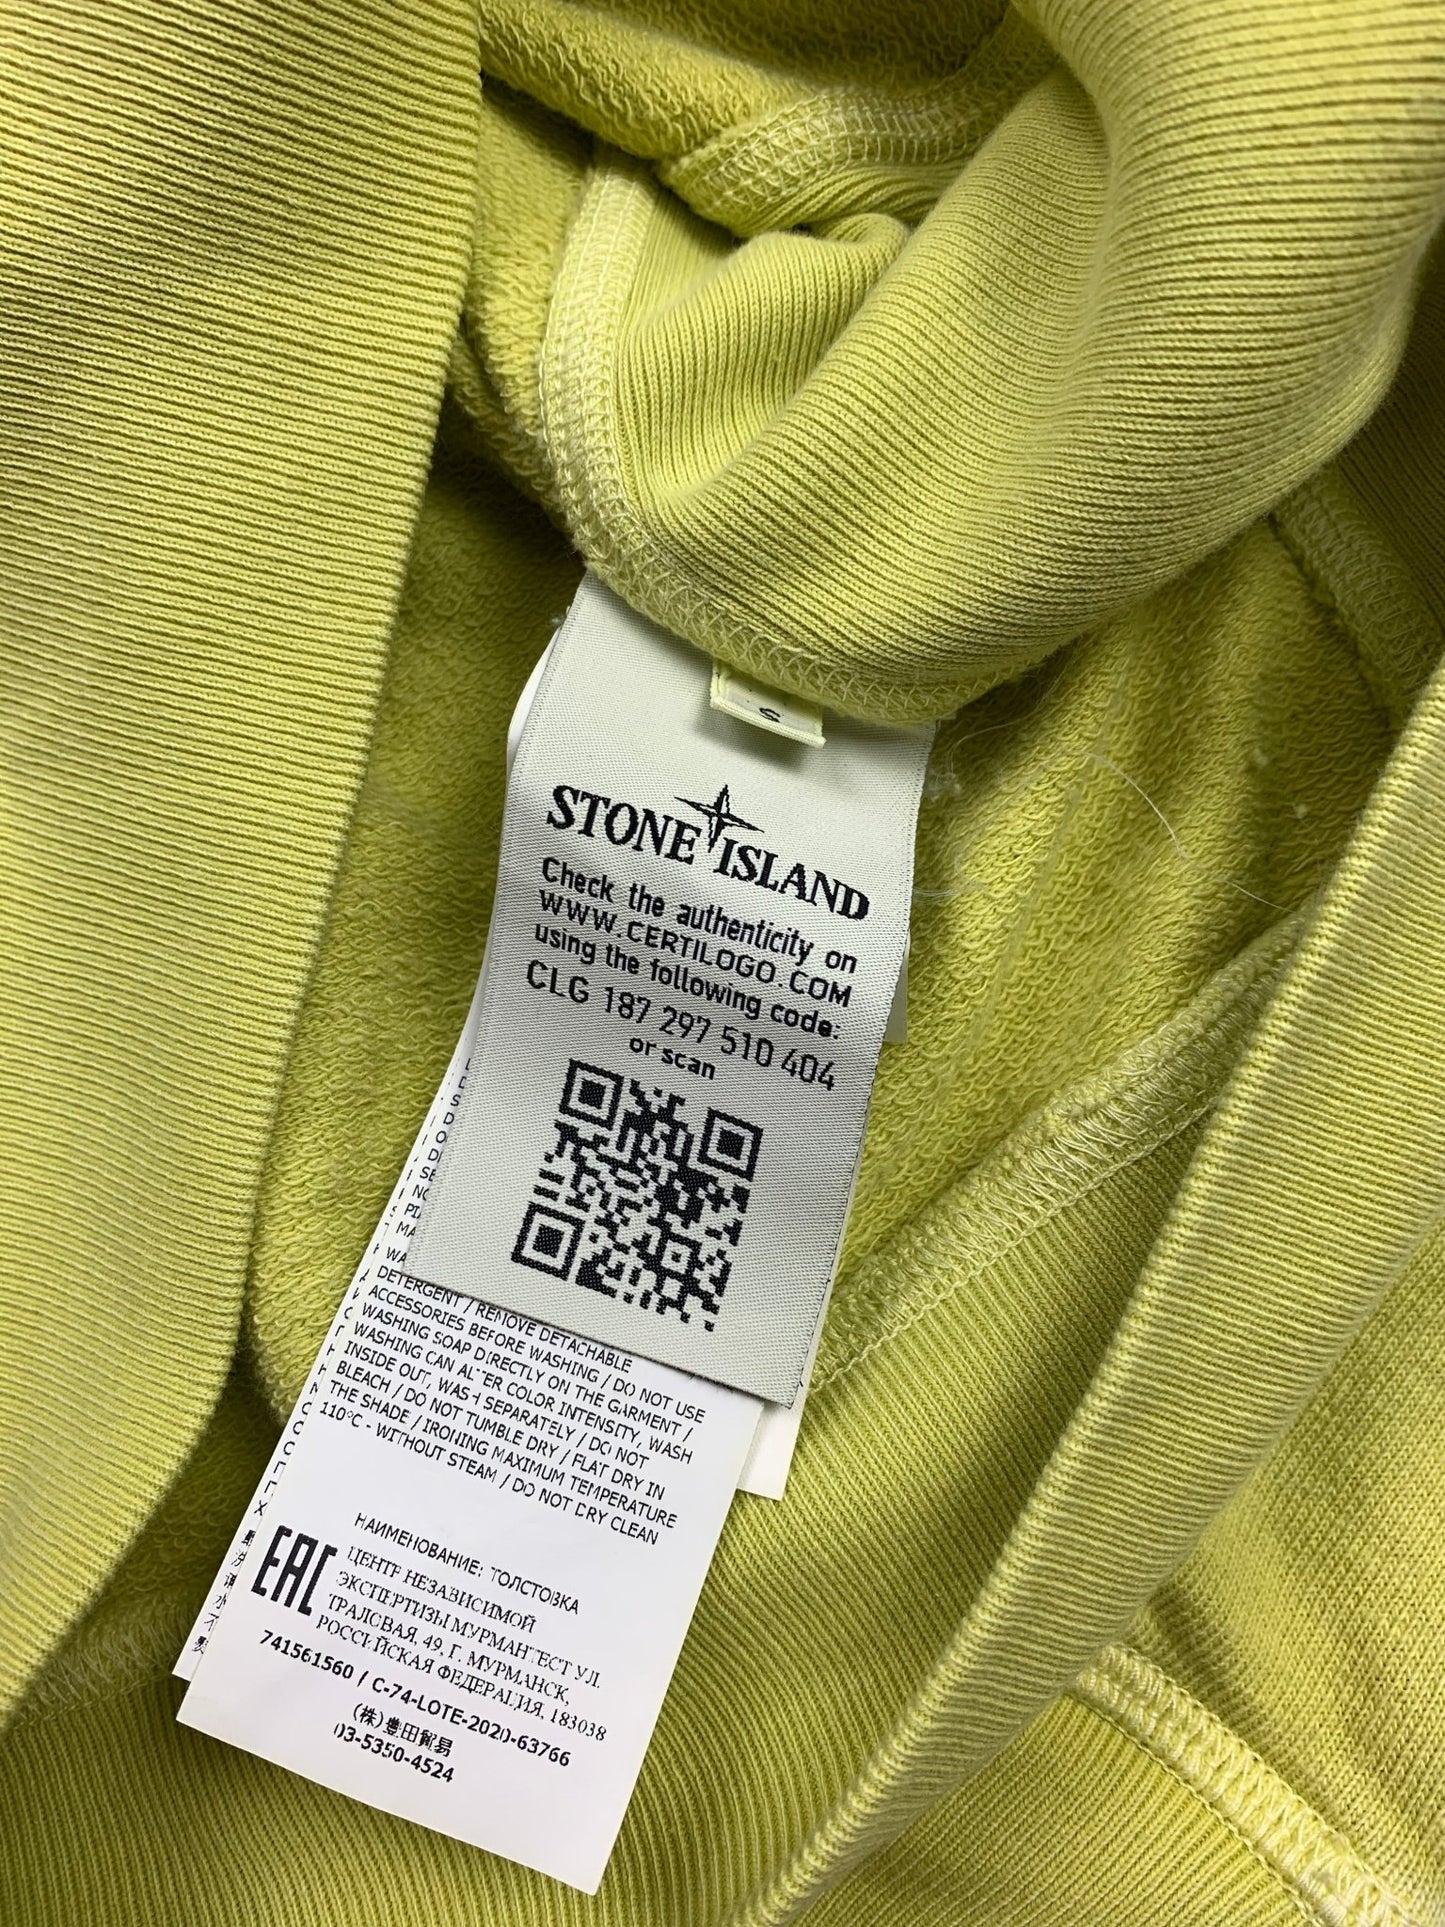 S
STONE ISLAND
Check the authenticity on
WWW.CERTILOGO.COM
using the following code:
CLG 187 297 510 404
or scan
DETERGENT / REMOVE DETACHABLE
ACCESSORIES BEFORE WASHING / DO NOT USE
WASHING SOAP DIRECTLY ON THE GARMENT /
WASHING CAN ALTER COLOR INTENSITY, WASH
INSIDE OUT, WASH SEPARATELY / DO NOT
BLEACH / DO NOT TUMBLE DRY / FLAT DRY IN
THE SHADE / IRONING MAXIMUM TEMPERATURE
110°C - WITHOUT STEAM / DO NOT DRY CLEAN
НАИМЕНОВАНИЕ: ТОЛСТОВКА
EAC
ЦЕНТР НЕЗАВИСИМОЙ
ЭКСПЕРТИЗЫ МУРМАНТЕСТ УЛ.
ТРАЛОВАЯ, 49, Г. МУРМАНСК,
РОССИЙСКАЯ ФЕДЕРАЦИЯ, 183038
741561560 / C-74-LOTE-2020-63766
(株)豊田貿易
03-5350-4524